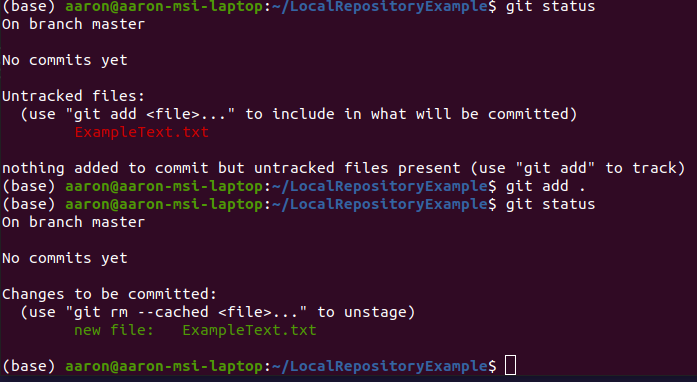 (base) aaron@aaron-msi-laptop:~/LocalRepositoryExample$ git status
On branch master

No commits yet

Untracked files:
  (use "git add <file>..." to include in what will be committed)
        ExampleText.txt

nothing added to commit but untracked files present (use "git add" to track)
(base) aaron@aaron-msi-laptop:~/LocalRepositoryExample$ git add .
(base) aaron@aaron-msi-laptop:~/LocalRepositoryExample$ git status
On branch master

No commits yet

Changes to be committed:
  (use "git rm --cached <file>..." to unstage)
        new file:   ExampleText.txt

(base) aaron@aaron-msi-laptop:~/LocalRepositoryExample$